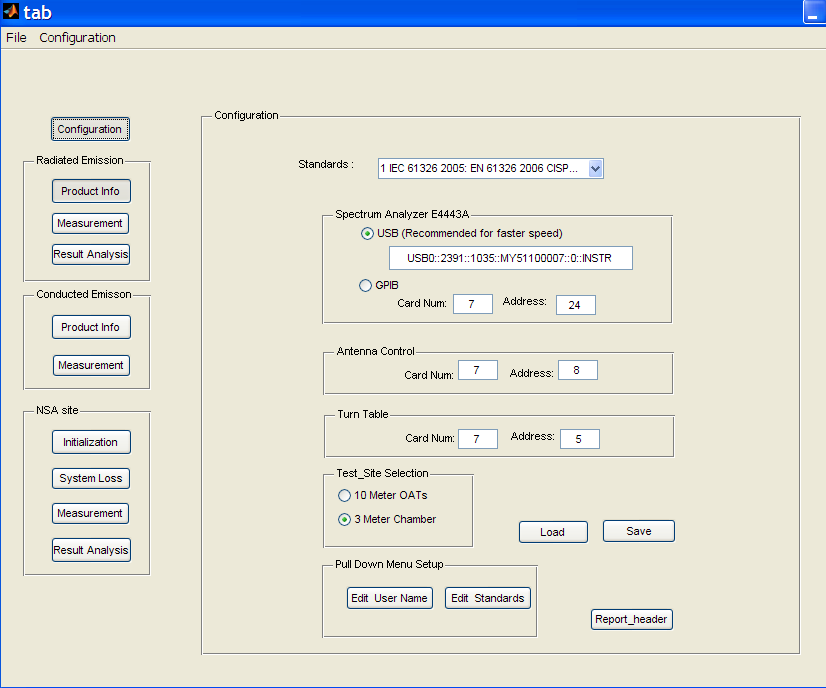 tab
File Configuration
Configuration
Radiated Emission
Product Info
Measurement
Result Analysis
Conducted Emisson
Product Info
Measurement
NSA site
Initialization
System Loss
Measurement
Result Analysis
Configuration
Standards :
1 IEC 61326 2005: EN 61326 2006 CISP...
Spectrum Analyzer E4443A
USB (Recommended for faster speed)
USB0::2391::1035::MY51100007::0::INSTR
GPIB
Card Num: 7 Address: 24
Antenna Control
Card Num: 7 Address: 8
Turn Table
Card Num: 7 Address: 5
Test_Site Selection
10 Meter OATs
3 Meter Chamber
Load Save
Pull Down Menu Setup
Edit User Name Edit Standards
Report_header